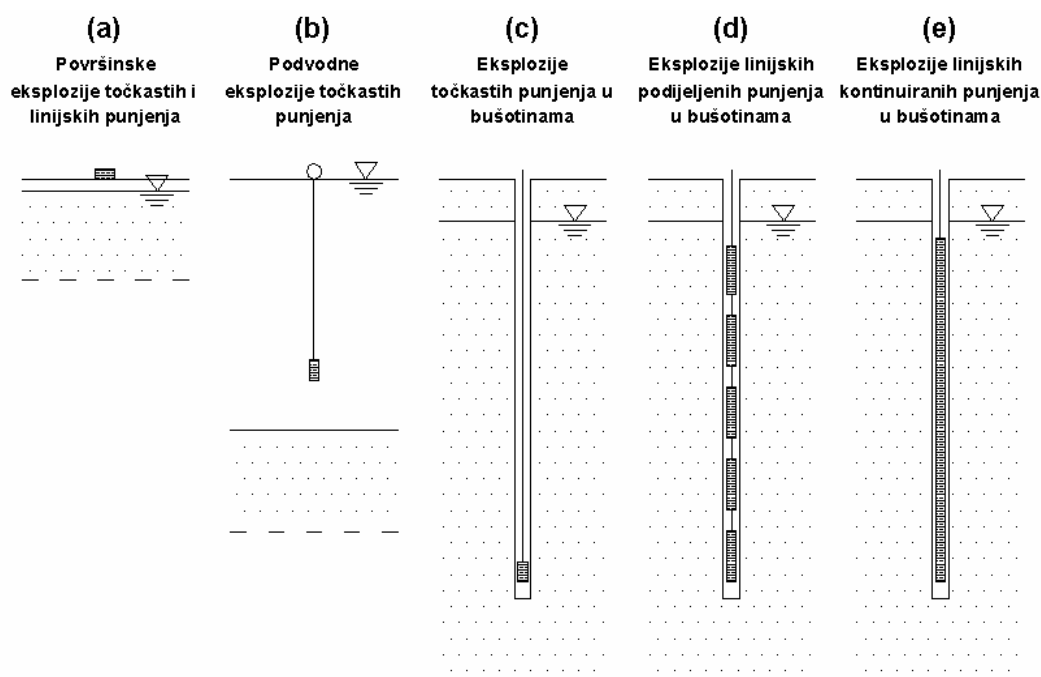 (a)
Površinske
eksplozije točkastih i
linijskih punjenja
(b)
Podvodne
eksplozije točkastih
punjenja
(c)
Eksplozije
točkastih punjenja u
bušotinama
(d)
Eksplozije linijskih
podijeljenih punjenja
u bušotinama
(e)
Eksplozije linijskih
kontinuiranih punjenja
u bušotinama